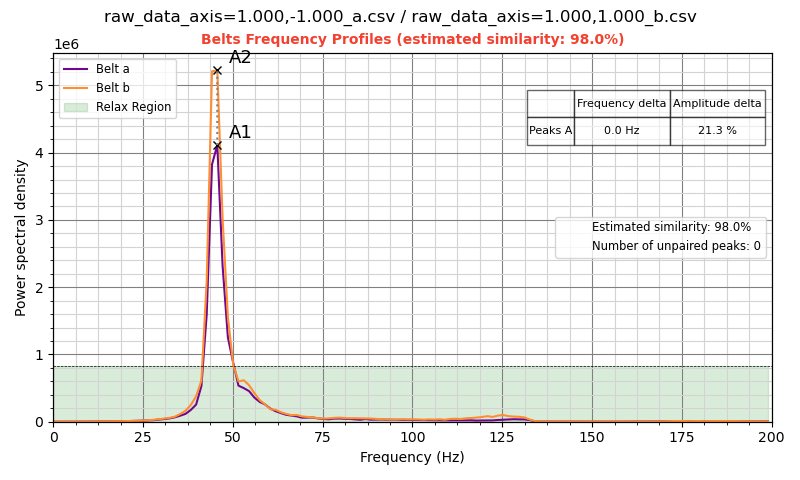 raw_data_axis=1.000,-1.000_a.csv / raw_data_axis=1.000,1.000_b.csv
Belts Frequency Profiles (estimated similarity: 98.0%)
1e6
Belt a
Belt b
Relax Region
A2
A1
Frequency delta Amplitude delta
Peaks A 0.0 Hz 21.3 %
Estimated similarity: 98.0%
Number of unpaired peaks: 0
Power spectral density
5
4
3
2
1
0
0 25 50 75 100 125 150 175 200
Frequency (Hz)